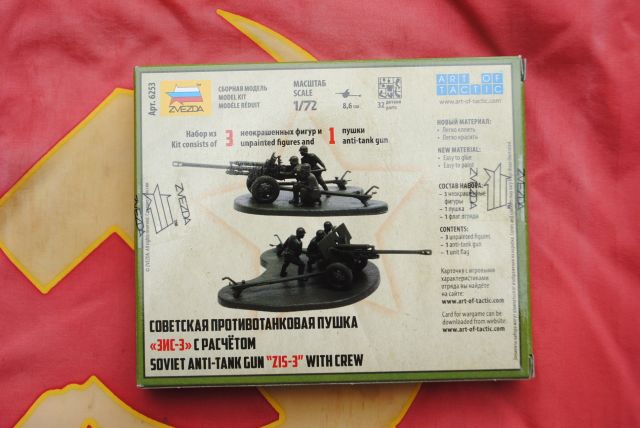 Арт. 6253
ZVEZDA
СБОРНАЯ МОДЕЛЬ
MODEL KIT
MODÈLE RÉDUIT
МАСШТАБ
SCALE
1/72
8,6 см
32 детали
parts
ART OF
TACTIC
www.art-of-tactic.com
Набор из 3 неокрашенных фигур и 1 пушки
Kit consists of unpainted figures and anti-tank gun
НОВЫЙ МАТЕРИАЛ:
- Легко клеить
- Легко красить
NEW MATERIAL:
- Easy to glue
- Easy to paint
СОСТАВ НАБОРА:
- 3 неокрашенные
фигуры
- 1 пушка
- 1 флаг отряда
CONTENTS:
- 3 unpainted figures
- 1 anti-tank gun
- 1 unit flag
Карточку с игровыми
характеристиками
отряда вы найдёте
на сайте:
www.art-of-tactic.com
Card for wargame can be
downloaded from website:
www.art-of-tactic.com
ZVEZDA
ZVEZDA
СОВЕТСКАЯ ПРОТИВОТАНКОВАЯ ПУШКА
«ЗИС-3» С РАСЧЁТОМ
SOVIET ANTI-TANK GUN "ZIS-3" WITH CREW